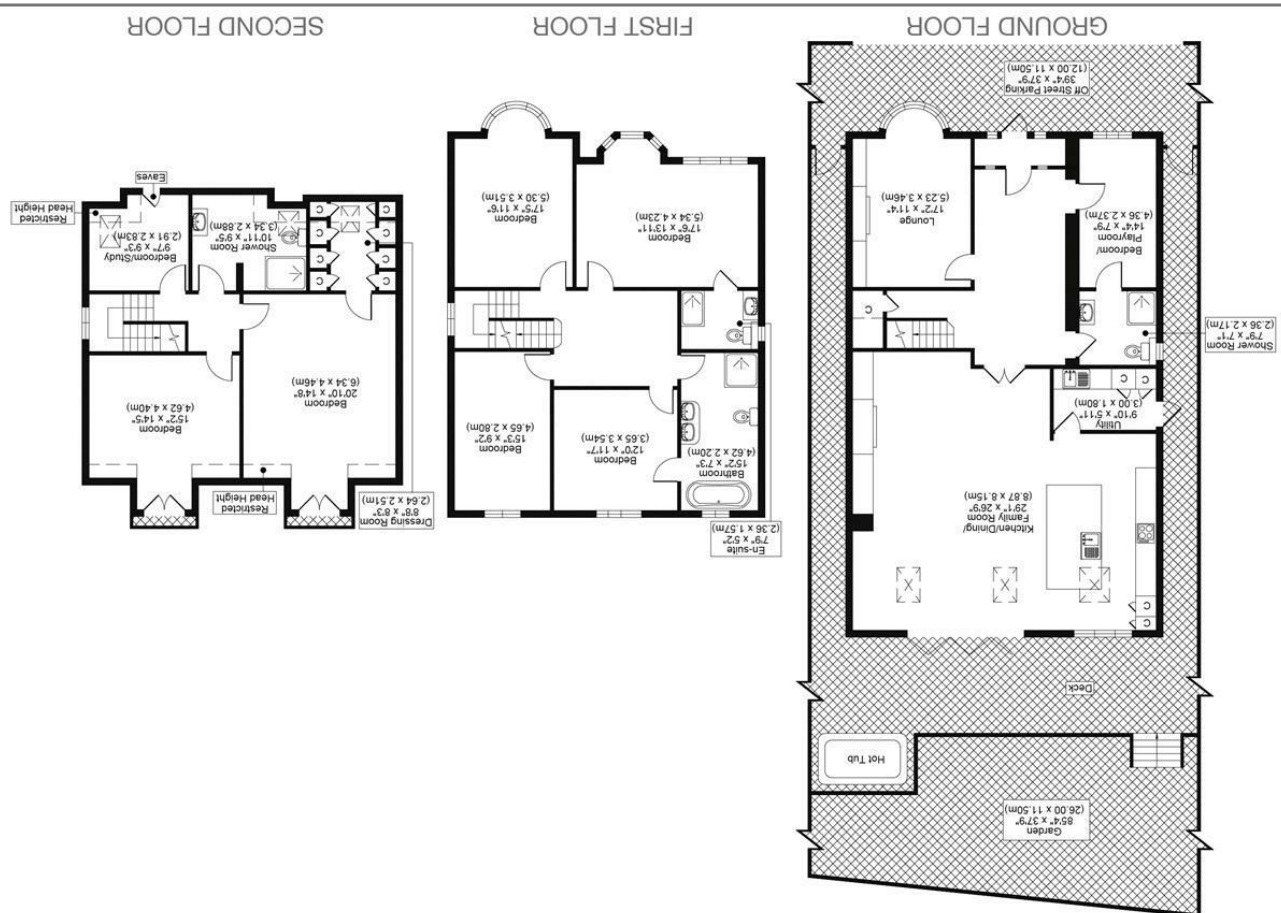 Garden
85'4" x 37'9"
(26.00 x 11.50m)
Hot Tub
Deck
C
C
Kitchen/Dining/
Family Room
29'1" x 26'9"
(8.87 x 8.15m)
Utility
9'10" x 5'11"
(3.00 x 1.80m)
C
C
Shower Room
7'9" x 7'1"
(2.36 x 2.17m)
C
Bedroom/
Playroom
14'4" x 7'9"
(4.36 x 2.37m)
Lounge
17'2" x 11'4"
(5.23 x 3.46m)
Off Street Parking
39'4" x 37'9"
(12.00 x 11.50m)
GROUND FLOOR
En-suite
7'9" x 5'2"
(2.36 x 1.57m)
Bathroom
15'2" x 7'3"
(4.62 x 2.20m)
Bedroom
12'0" x 11'7"
(3.65 x 3.54m)
Bedroom
15'3" x 9'2"
(4.65 x 2.80m)
Bedroom
17'6" x 13'11"
(5.34 x 4.23m)
Bedroom
17'5" x 11'6"
(5.30 x 3.51m)
FIRST FLOOR
Dressing Room
8'8" x 8'3"
(2.64 x 2.51m)
Restricted
Head Height
Bedroom
20'10" x 14'8"
(6.34 x 4.46m)
Bedroom
15'2" x 14'5"
(4.62 x 4.40m)
C
C
C
C
C
C
C
C
Shower Room
10'11" x 9'5"
(3.34 x 2.88m)
Bedroom/Study
9'7" x 9'3"
(2.91 x 2.83m)
Restricted
Head Height
Eaves
SECOND FLOOR